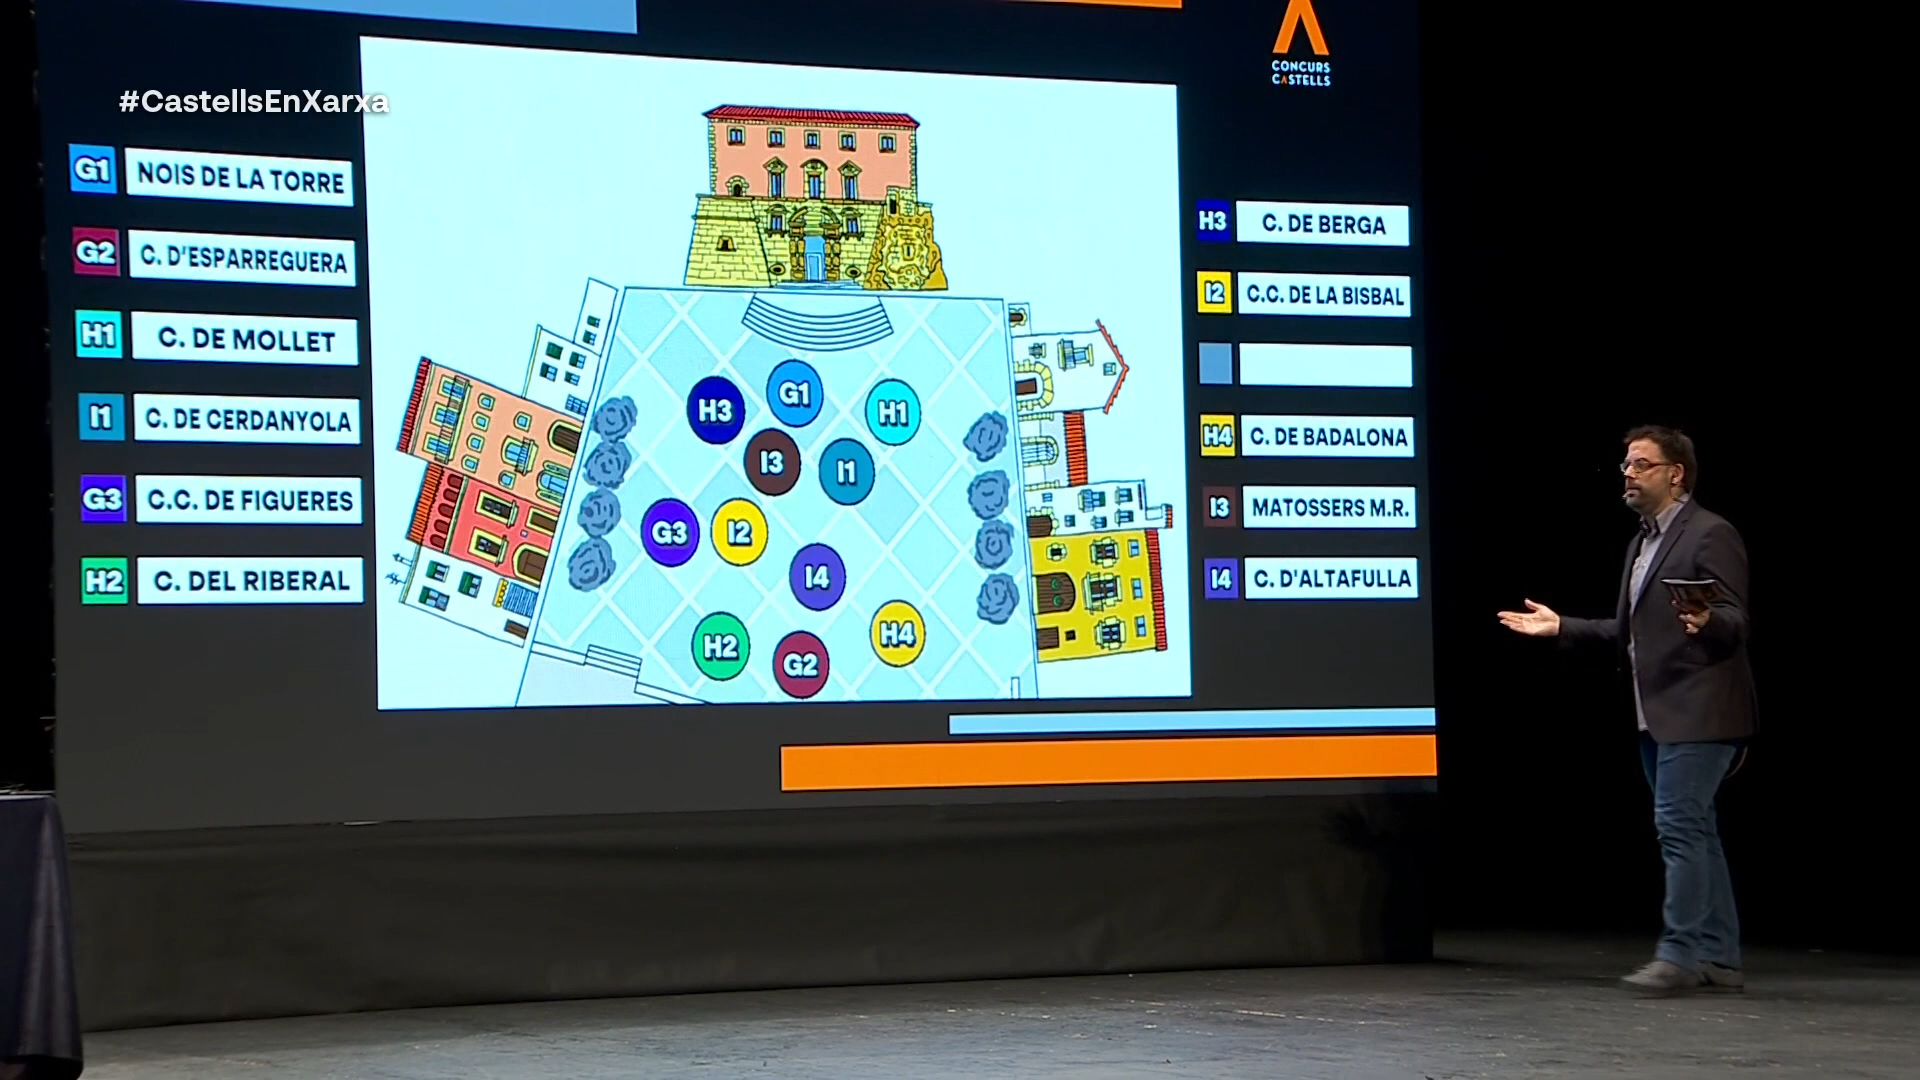 #CastellsEnXarxa
CONCURS
CASTELLS
G1 NOIS DE LA TORRE
G2 C. D'ESPARREGUERA
H1 C. DE MOLLET
I1 C. DE CERDANYOLA
G3 C.C. DE FIGUERES
H2 C. DEL RIBERAL
H3 G1 H1
I3 I1
G3 I2
I4
H2 G2 H4
H3 C. DE BERGA
I2 C.C. DE LA BISBAL
H4 C. DE BADALONA
I3 MATOSSERS M.R.
I4 C. D'ALTAFULLA